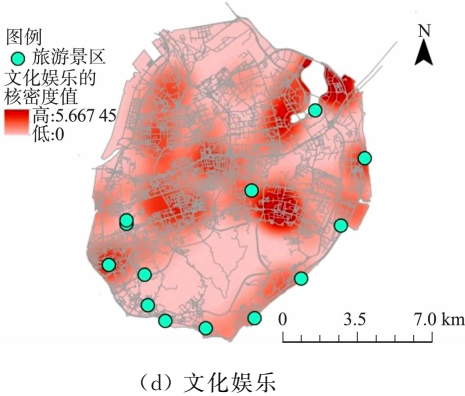 图例
旅游景区
文化娱乐的
核密度值
高:5.667 45
低:0
N
0 3.5 7.0 km
(d) 文化娱乐